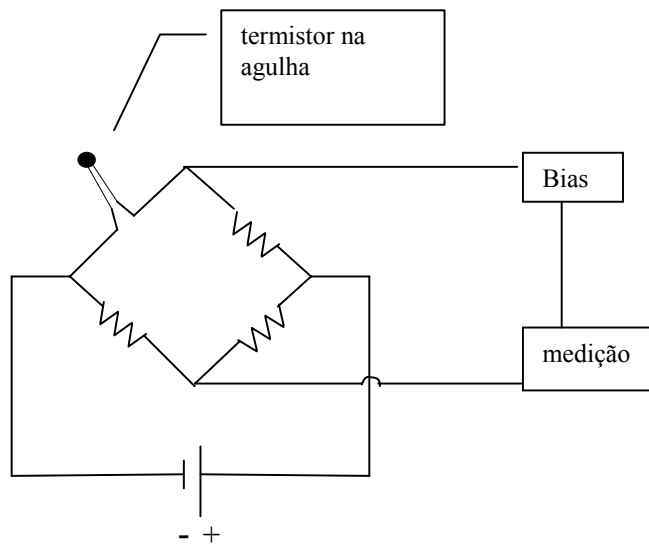 termistor na
agulha
Bias
medição
- +